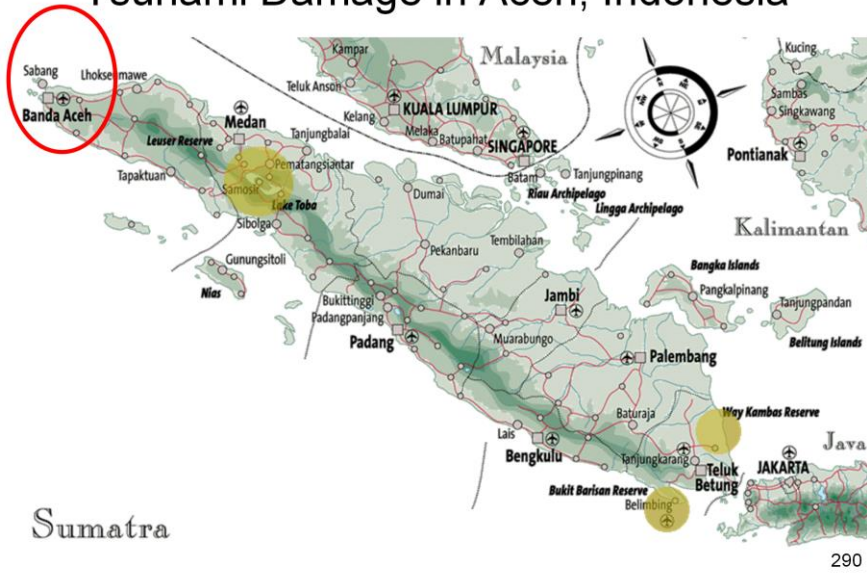 Tsunami Damage in Aceh, Indonesia
Kampar
Malaysia
Kucing
Sabang
Lhokseumawe
Teluk Anson
Sambas
Banda Aceh
Medan
Kelang
KUALA LUMPUR
Singkawang
Leuser Reserve
Tanjungbalai
Melaka
Batupahat
SINGAPORE
Pontianak
Tapaktuan
Pematangsiantar
Batam
Tanjungpinang
Samosir
Dumai
Riau Archipelago
Lake Toba
Lingga Archipelago
Sibolga
Kalimantan
Gunungsitoli
Pekanbaru
Tembilahan
Bangka Islands
Nias
Bukittinggi
Jambi
Pangkalpinang
Tanjungpandan
Padangpanjang
Padang
Muarabungo
Belitung Islands
Palembang
Way Kambas Reserve
Baturaja
Lais
Bengkulu
Java
Tanjungkarang
Teluk
Betung
JAKARTA
Bukit Barisan Reserve
Belimbing
Sumatra
290